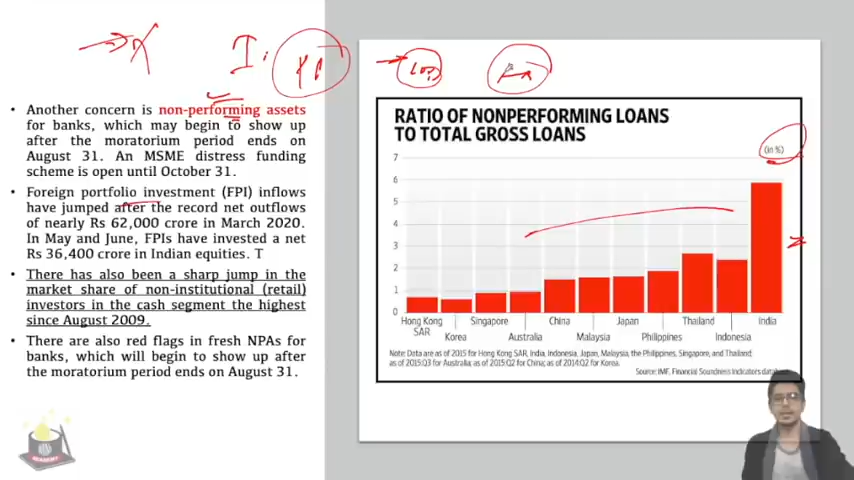 • Another concern is non-performing assets
for banks, which may begin to show up
after the moratorium period ends on
August 31. An MSME distress funding
scheme is open until October 31.
• Foreign portfolio investment (FPI) inflows
have jumped after the record net outflows
of nearly Rs 62,000 crore in March 2020.
In May and June, FPIs have invested a net
Rs 36,400 crore in Indian equities. T
• There has also been a sharp jump in the
market share of non-institutional (retail)
investors in the cash segment the highest
since August 2009.
• There are also red flags in fresh NPAs for
banks, which will begin to show up after
the moratorium period ends on August 31.
RATIO OF NONPERFORMING LOANS
TO TOTAL GROSS LOANS
(in %)
7
6
5
4
3
2
1
0
Hong Kong SAR
Korea
Singapore
Australia
China
Malaysia
Japan
Philippines
Thailand
Indonesia
India
Note: Data are as of 2015 for Hong Kong SAR, India, Indonesia, Japan, Malaysia, the Philippines, Singapore, and Thailand;
as of 2015:Q3 for Australia; as of 2015:Q2 for China; as of 2014:Q2 for Korea.
Source: IMF, Financial Soundness Indicators